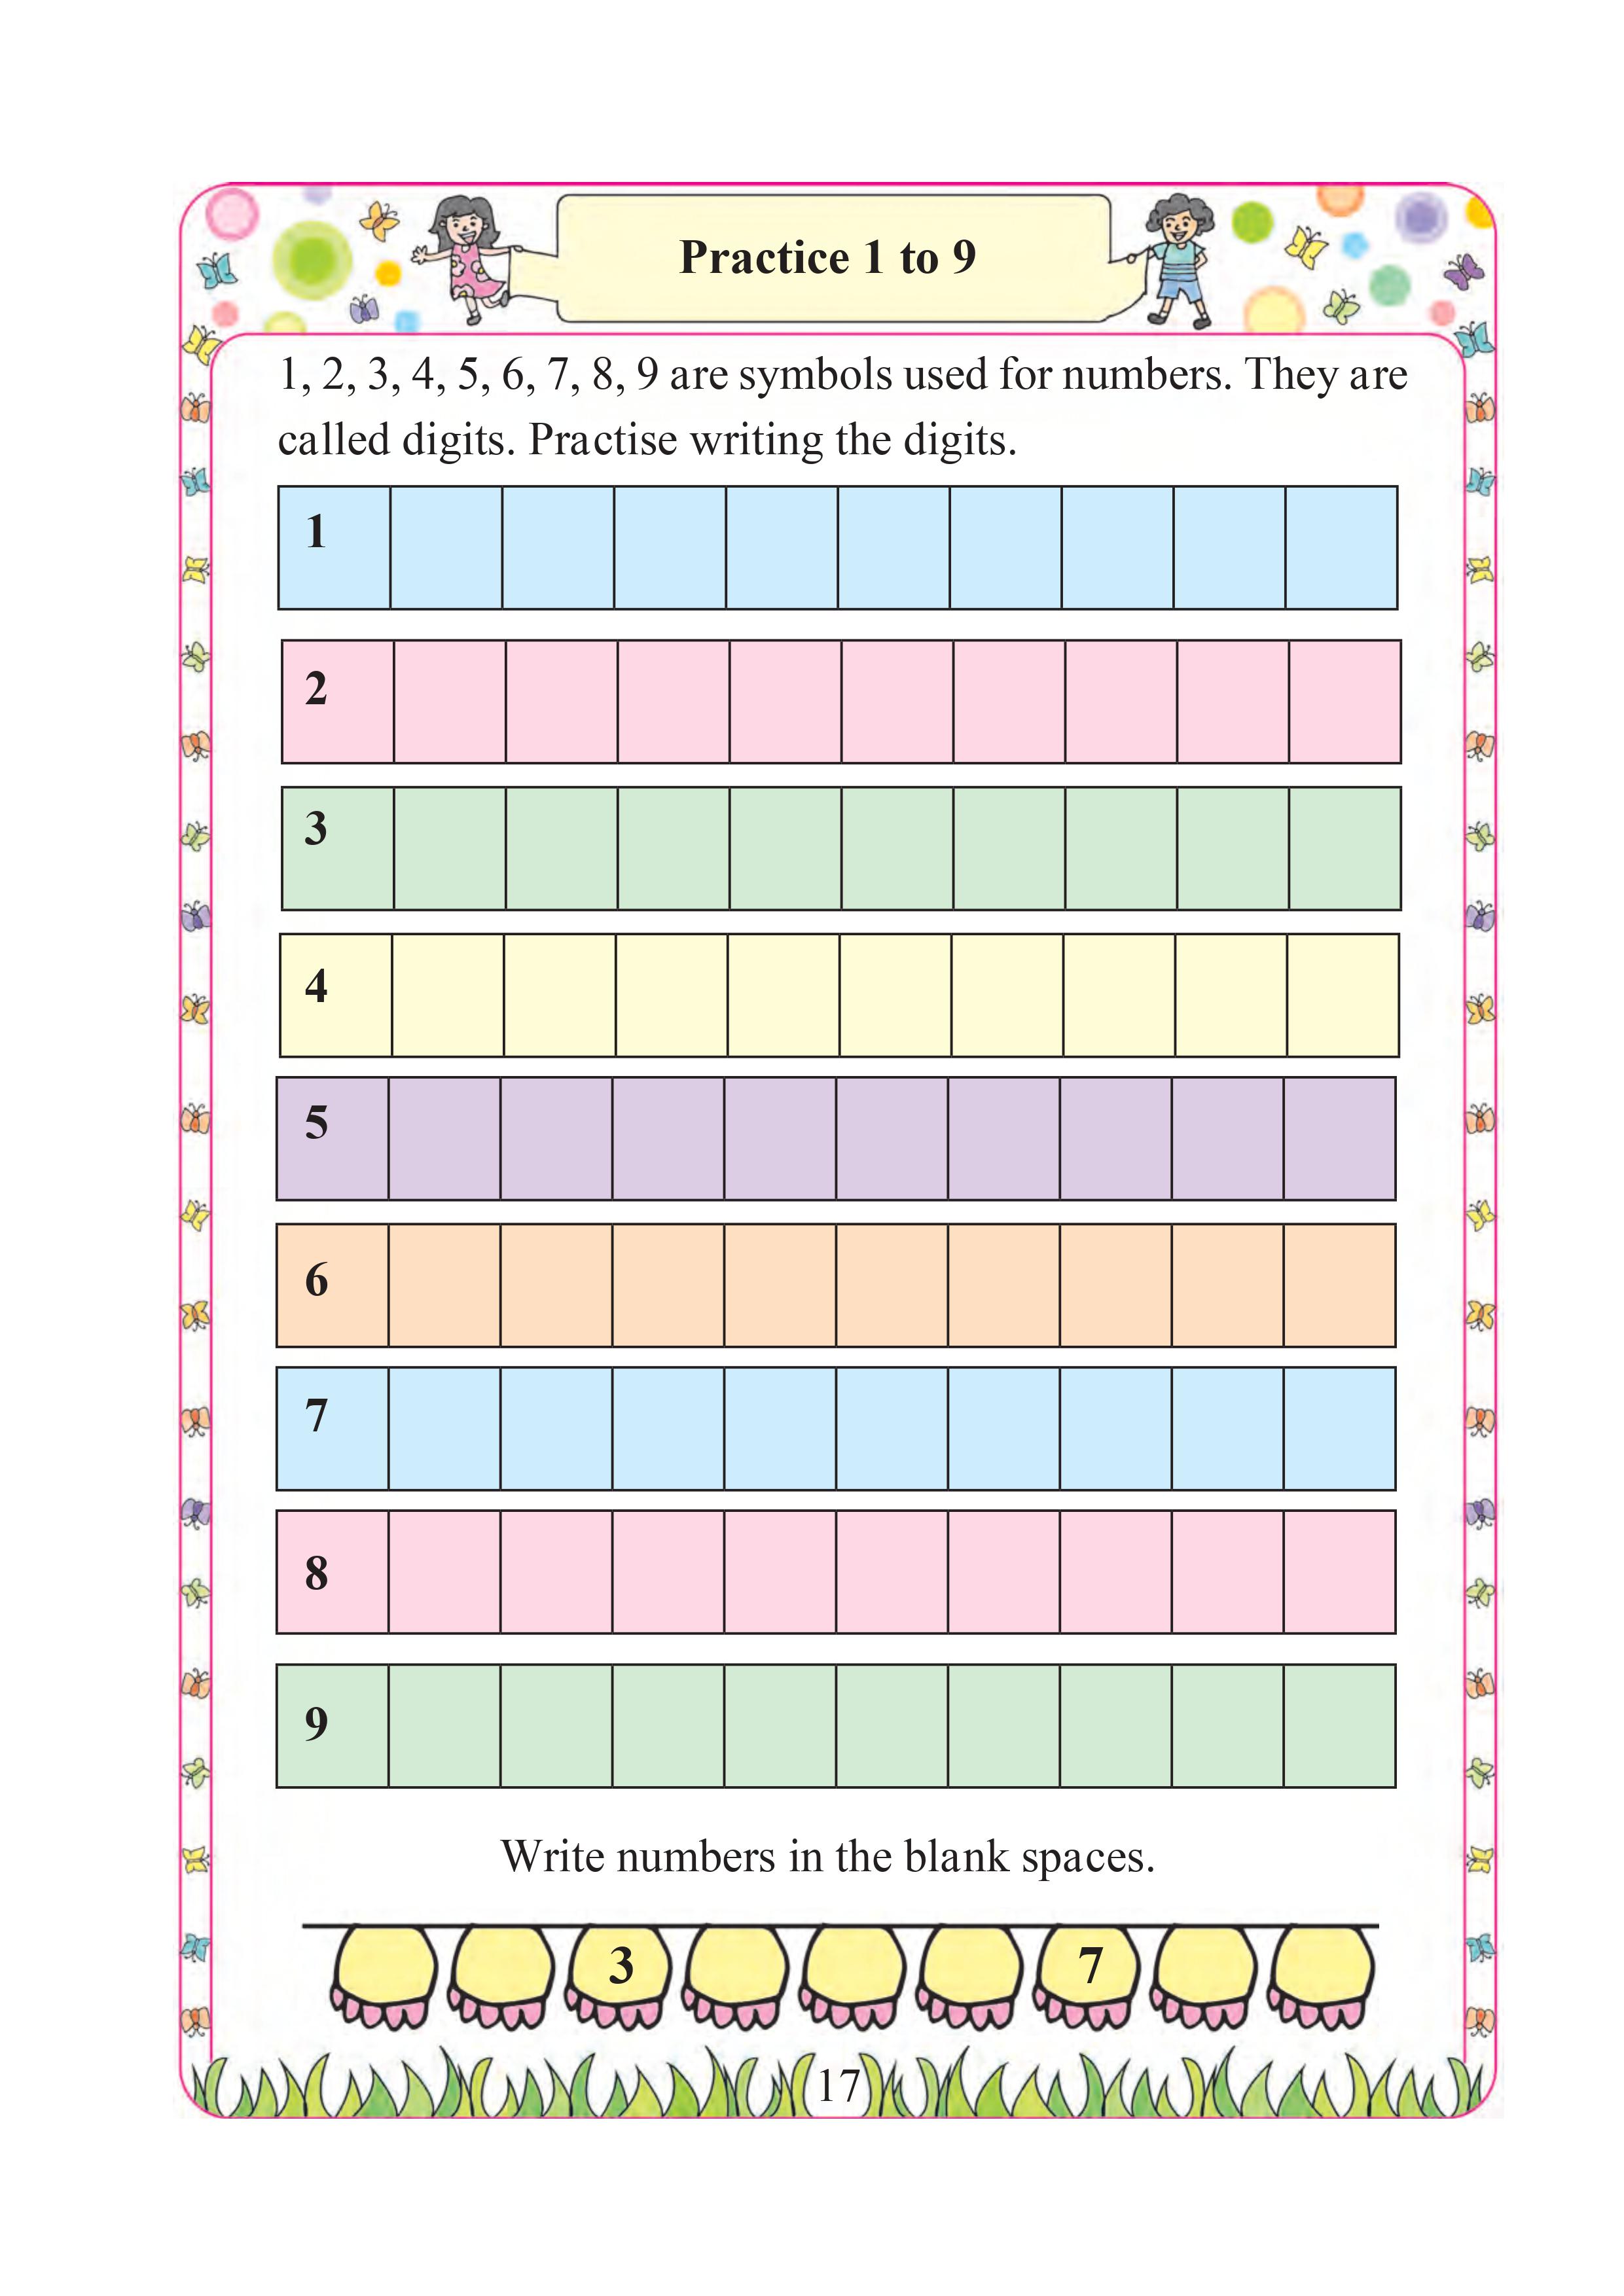 Practice 1 to 9
1, 2, 3, 4, 5, 6, 7, 8, 9 are symbols used for numbers. They are
called digits. Practise writing the digits.
1
2
3
4
5
6
7
8
9
Write numbers in the blank spaces.
3 7
17